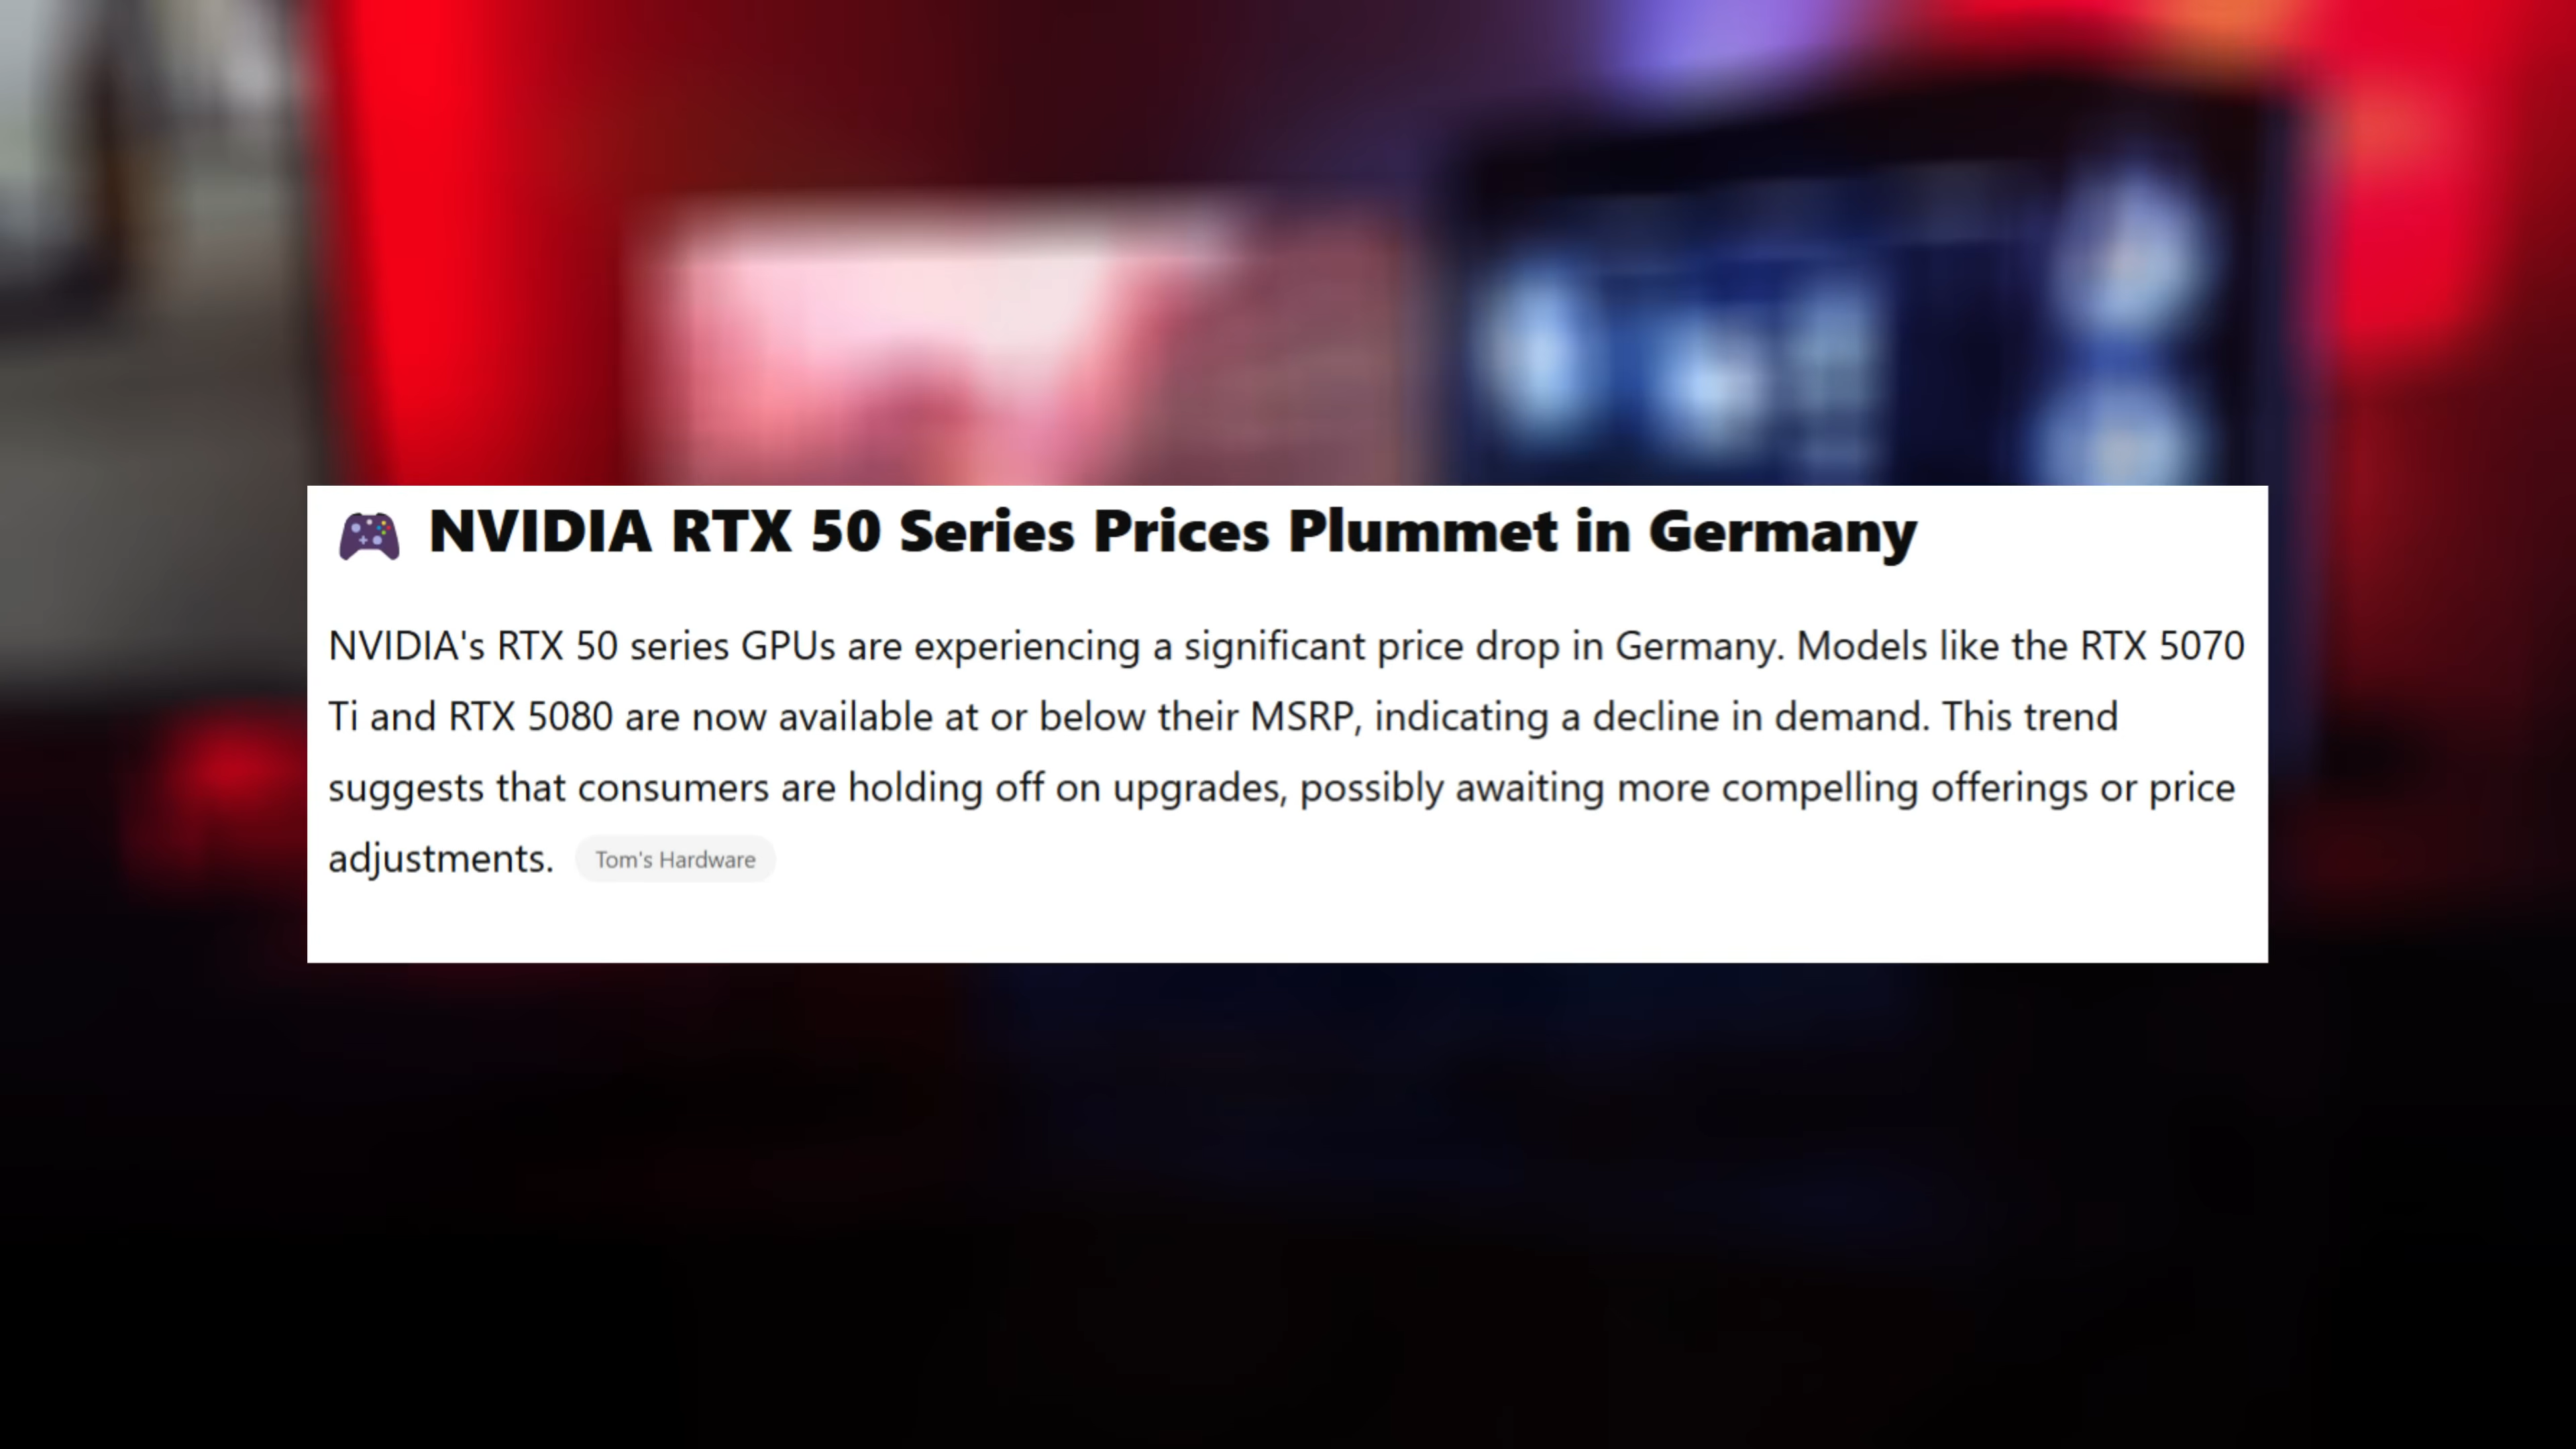 🎮 NVIDIA RTX 50 Series Prices Plummet in Germany
NVIDIA's RTX 50 series GPUs are experiencing a significant price drop in Germany. Models like the RTX 5070
Ti and RTX 5080 are now available at or below their MSRP, indicating a decline in demand. This trend
suggests that consumers are holding off on upgrades, possibly awaiting more compelling offerings or price
adjustments. Tom's Hardware